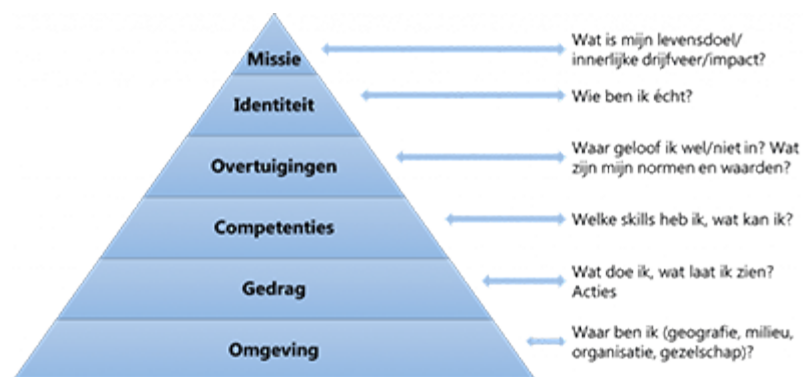 Missie
Wat is mijn levensdoel/
innerlijke drijfveer/impact?
Identiteit
Wie ben ik écht?
Overtuigingen
Waar geloof ik wel/niet in? Wat
zijn mijn normen en waarden?
Competenties
Welke skills heb ik, wat kan ik?
Gedrag
Wat doe ik, wat laat ik zien?
Acties
Omgeving
Waar ben ik (geografie, milieu,
organisatie, gezelschap)?